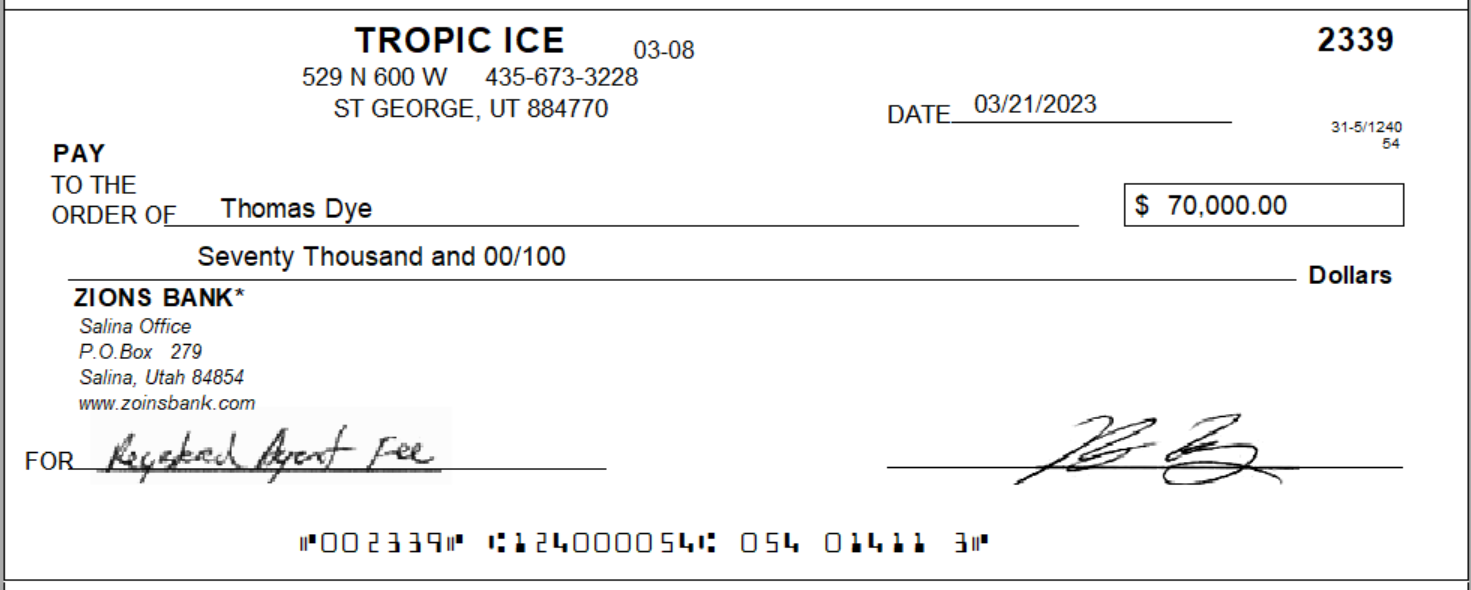 TROPIC ICE 03-08 2339
529 N 600 W 435-673-3228
ST GEORGE, UT 884770
DATE 03/21/2023
31-5/1240
54
PAY
TO THE
ORDER OF Thomas Dye $ 70,000.00
Seventy Thousand and 00/100
Dollars
ZIONS BANK*
Salina Office
P.O.Box 279
Salina, Utah 84854
www.zoinsbank.com
FOR Registered Agent Fee
⑈002339⑈ ⑆124000054⑆ 054 01411 3⑈